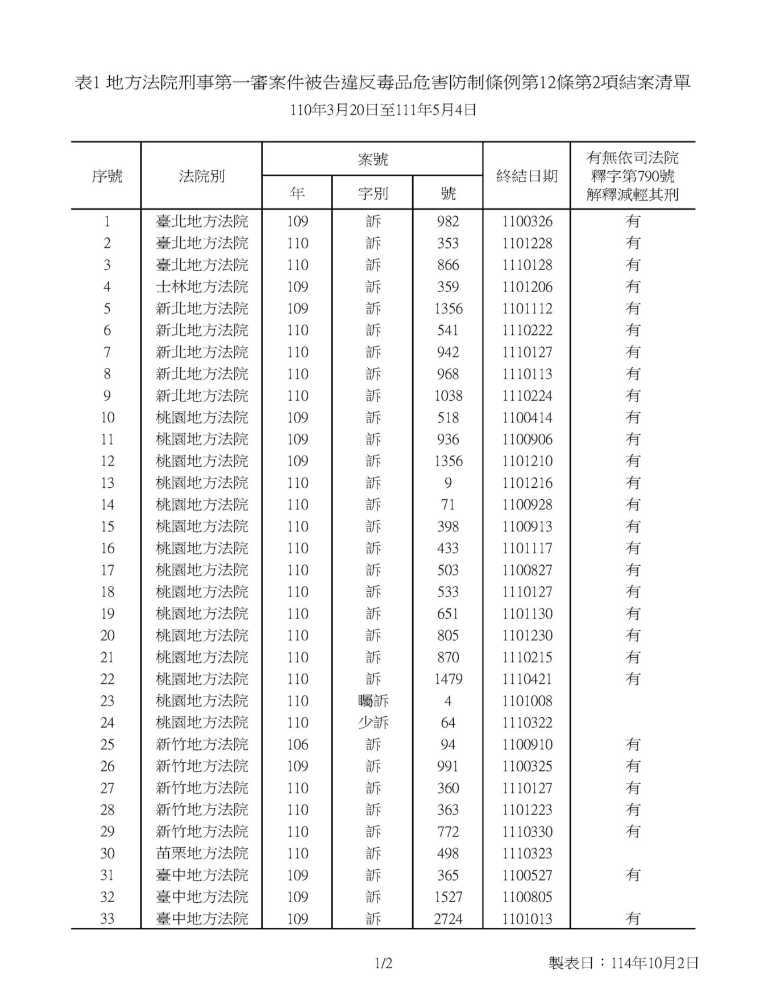 表1 地方法院刑事第一審案件被告違反毒品危害防制條例第12條第2項結案清單
110年3月20日至111年5月4日
序號 法院別 案號 終結日期 有無依司法院釋字第790號解釋減輕其刑
年 字別 號
1 臺北地方法院 109 訴 982 1100326 有
2 臺北地方法院 110 訴 353 1101228 有
3 臺北地方法院 110 訴 866 1110128 有
4 士林地方法院 109 訴 359 1101206 有
5 新北地方法院 109 訴 1356 1101112 有
6 新北地方法院 110 訴 541 1110222 有
7 新北地方法院 110 訴 942 1110127 有
8 新北地方法院 110 訴 968 1110113 有
9 新北地方法院 110 訴 1038 1110224 有
10 桃園地方法院 109 訴 518 1100414 有
11 桃園地方法院 109 訴 936 1100906 有
12 桃園地方法院 109 訴 1356 1101210 有
13 桃園地方法院 110 訴 9 1101216 有
14 桃園地方法院 110 訴 71 1100928 有
15 桃園地方法院 110 訴 398 1100913 有
16 桃園地方法院 110 訴 433 1101117 有
17 桃園地方法院 110 訴 503 1100827 有
18 桃園地方法院 110 訴 533 1110127 有
19 桃園地方法院 110 訴 651 1101130 有
20 桃園地方法院 110 訴 805 1101230 有
21 桃園地方法院 110 訴 870 1110215 有
22 桃園地方法院 110 訴 1479 1110421 有
23 桃園地方法院 110 矚訴 4 1101008
24 桃園地方法院 110 少訴 64 1110322
25 新竹地方法院 106 訴 94 1100910 有
26 新竹地方法院 109 訴 991 1100325 有
27 新竹地方法院 110 訴 360 1110127 有
28 新竹地方法院 110 訴 363 1101223 有
29 新竹地方法院 110 訴 772 1110330 有
30 苗栗地方法院 110 訴 498 1110323
31 臺中地方法院 109 訴 365 1100527 有
32 臺中地方法院 109 訴 1527 1100805
33 臺中地方法院 109 訴 2724 1101013 有
1/2 製表日：114年10月2日